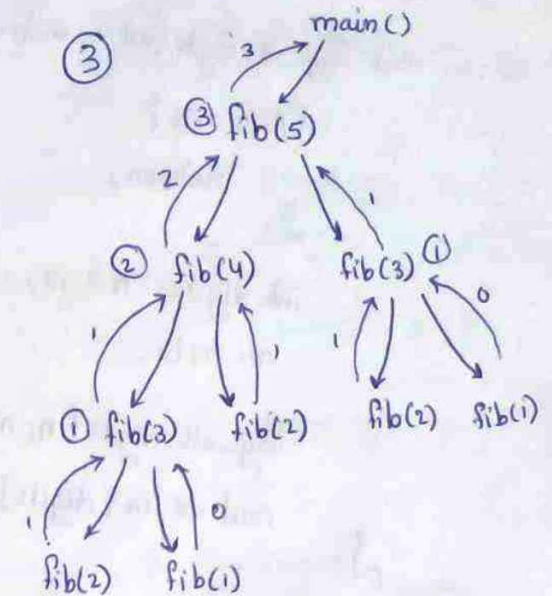 main()
③
3
③ fib(5)
2
1
② fib(4)
fib(3) ①
1
1
1
0
① fib(3)
fib(2)
fib(2)
fib(1)
1
0
fib(2)
fib(1)